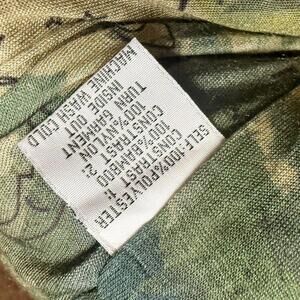 SELF:100%POLYESTER
CONSTRAST 1:
100%BAMBOO
CONSTRAST 2:
100%NYLON
TURN GARMENT
INSIDE OUT
MACHINE WASH COLD